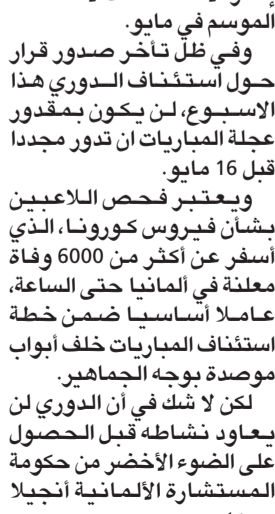 الموسم في مايو.
وفي ظل تأخر صدور قرار
حول استئناف الدوري هذا
الاسبوع، لن يكون بمقدور
عجلة المباريات ان تدور مجددا
قبل 16 مايو.
ويعتبر فحص اللاعبين
بشأن فيروس كورونا، الذي
أسفر عن أكثر من 6000 وفاة
معلنة في ألمانيا حتى الساعة،
عاملا أساسيا ضمن خطة
استئناف المباريات خلف أبواب
موصدة بوجه الجماهير.
لكن لا شك في أن الدوري لن
يعاود نشاطه قبل الحصول
على الضوء الأخضر من حكومة
المستشارة الألمانية أنجيلا